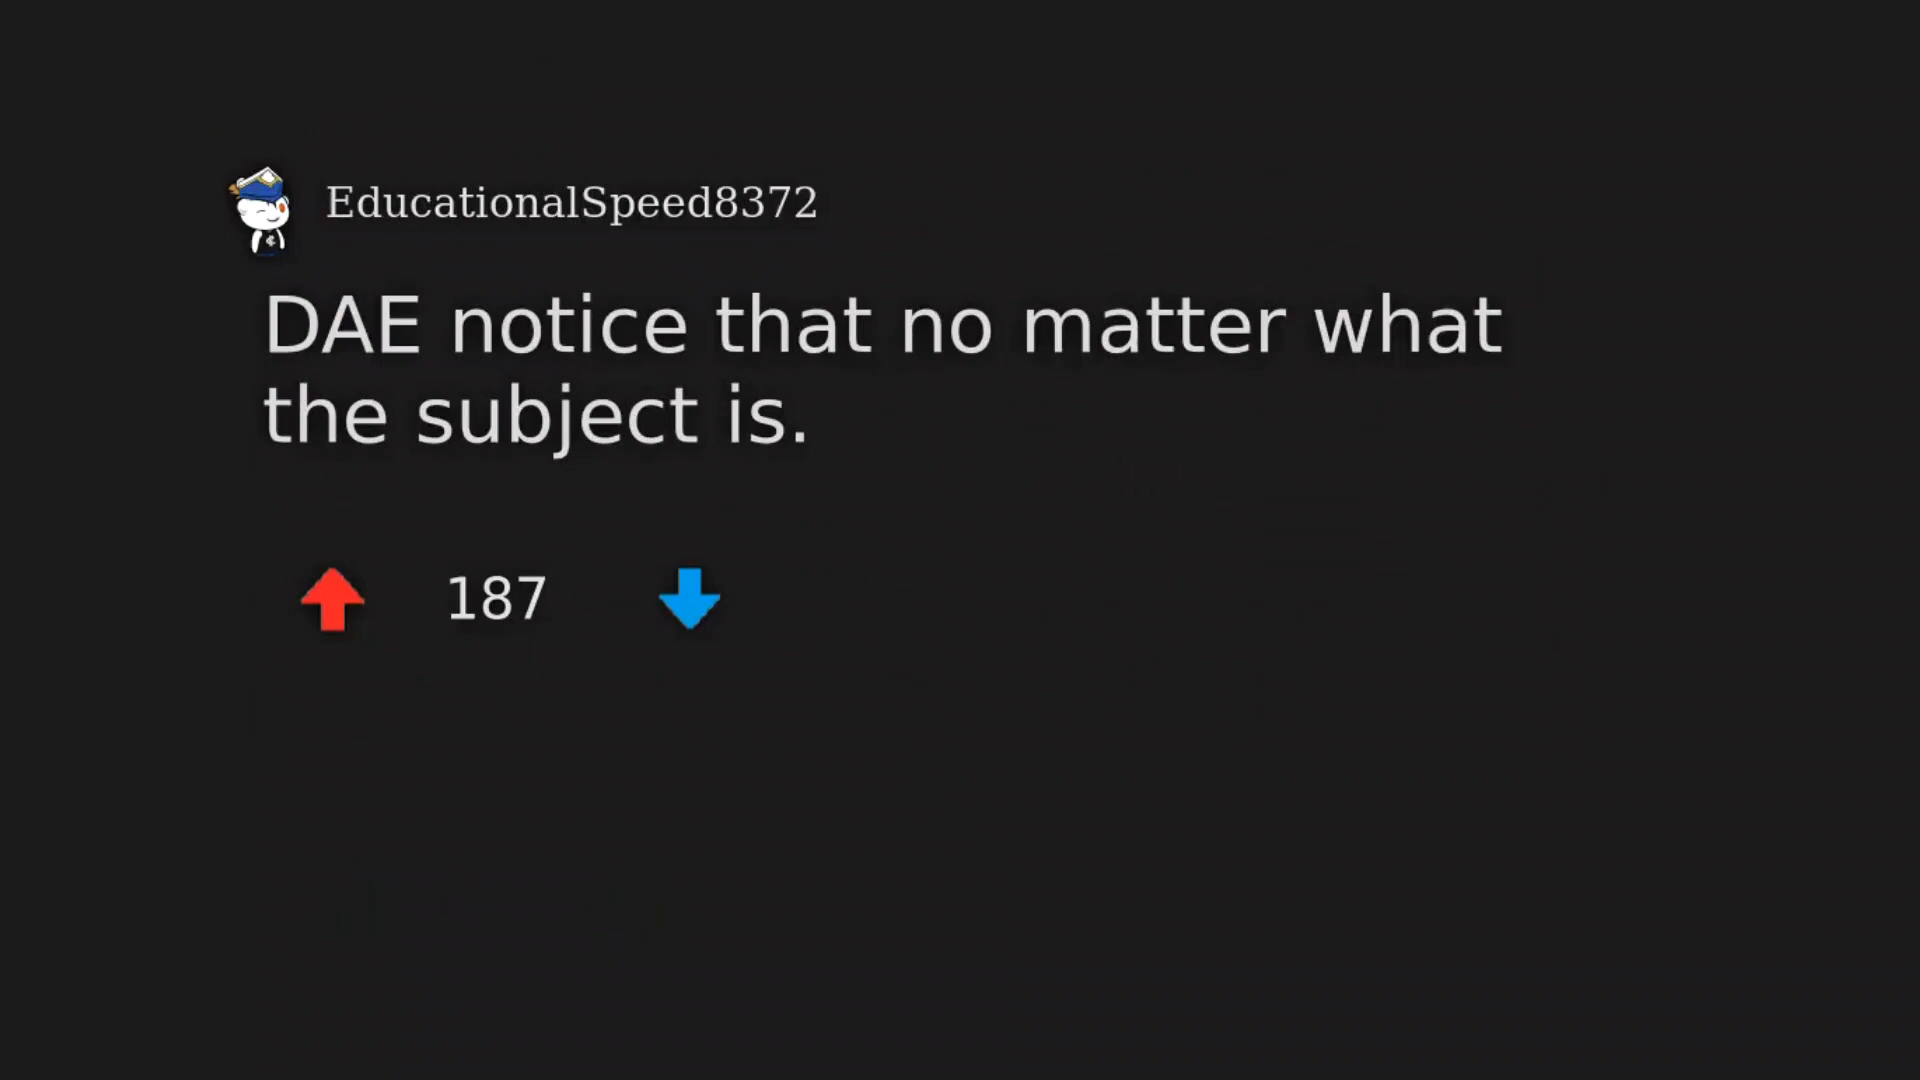 EducationalSpeed8372
DAE notice that no matter what
the subject is.
187